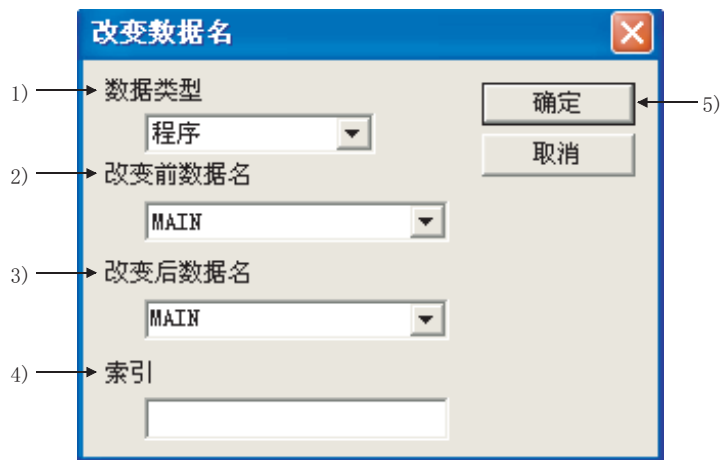 改变数据名
1) 数据类型
确定 5)
程序
取消
2) 改变前数据名
MAIN
3) 改变后数据名
MAIN
4) 索引